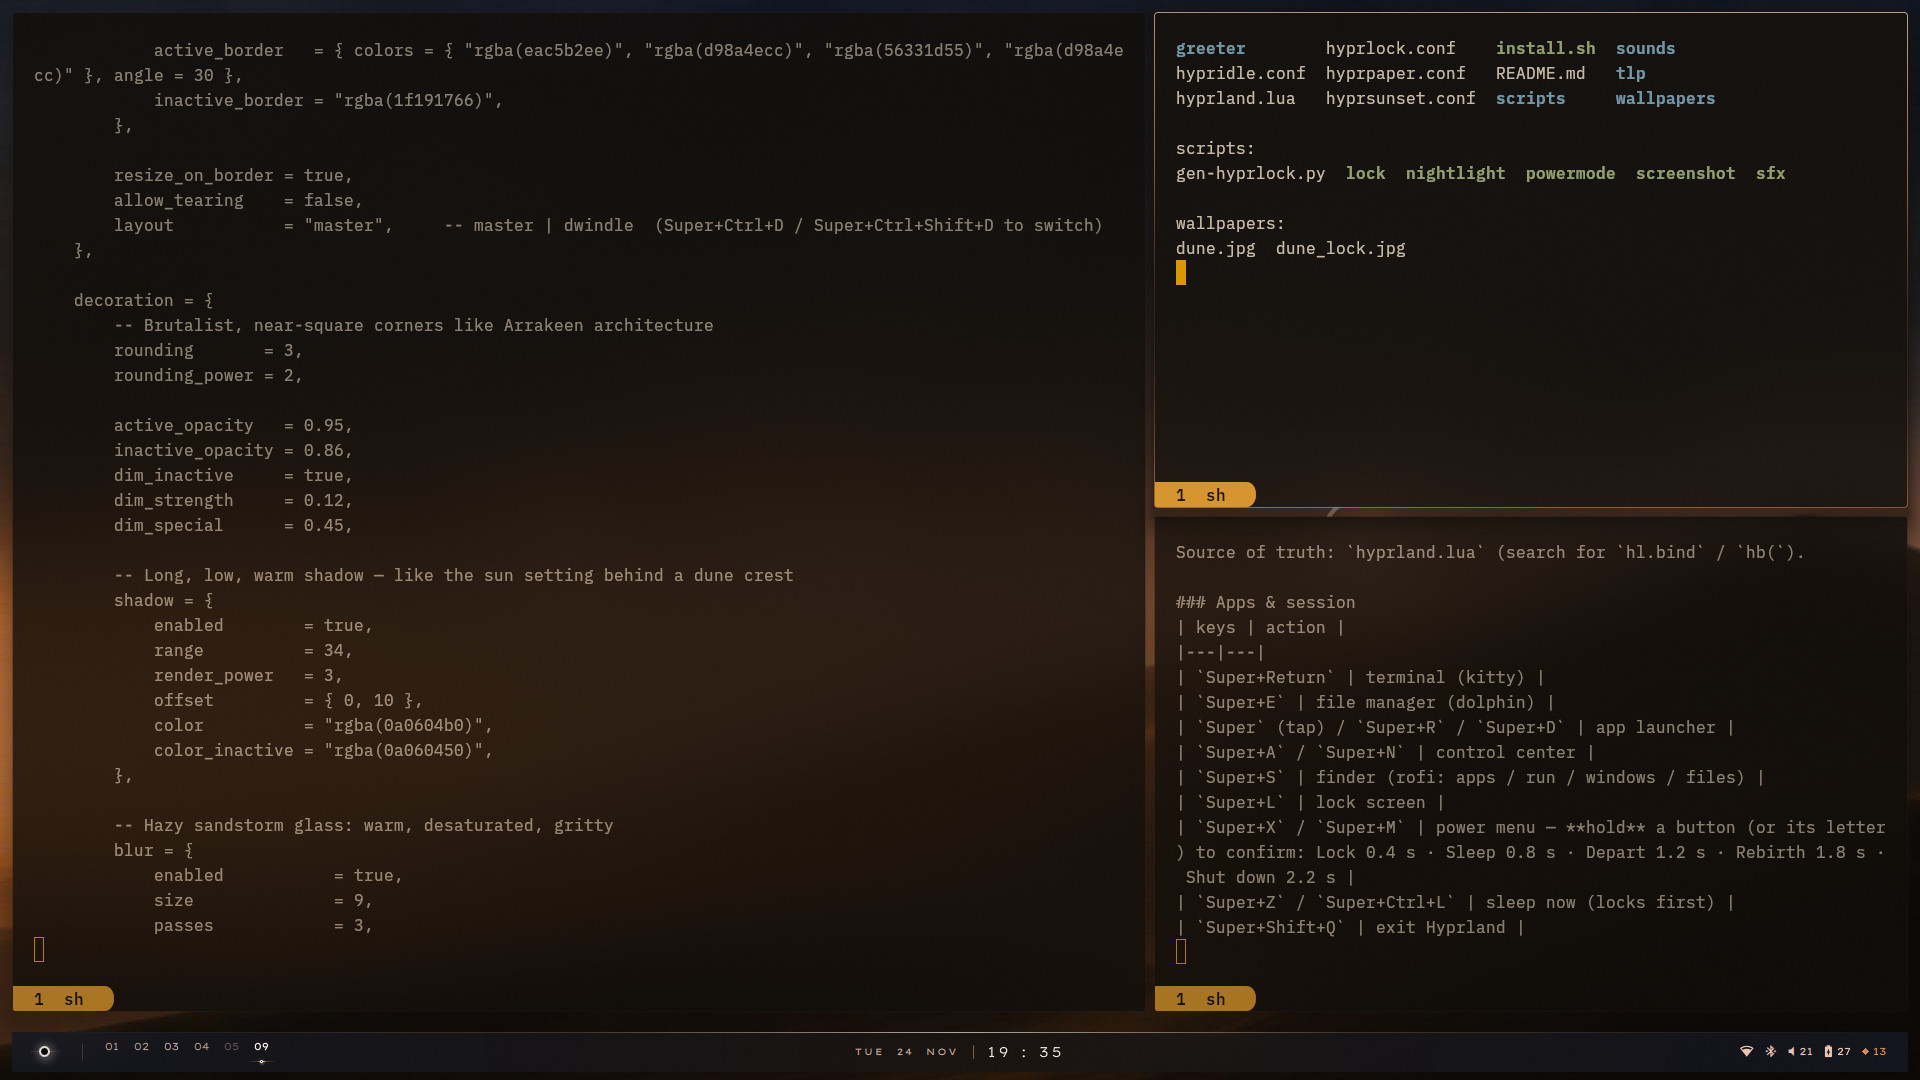 active_border   = { colors = { "rgba(eac5b2ee)", "rgba(d98a4ecc)", "rgba(56331d55)", "rgba(d98a4e
cc)" }, angle = 30 },
            inactive_border = "rgba(1f191766)",
        },
        resize_on_border = true,
        allow_tearing    = false,
        layout           = "master",     -- master | dwindle  (Super+Ctrl+D / Super+Ctrl+Shift+D to switch)
    },
    decoration = {
        -- Brutalist, near-square corners like Arrakeen architecture
        rounding       = 3,
        rounding_power = 2,
        active_opacity   = 0.95,
        inactive_opacity = 0.86,
        dim_inactive     = true,
        dim_strength     = 0.12,
        dim_special      = 0.45,
        -- Long, low, warm shadow — like the sun setting behind a dune crest
        shadow = {
            enabled        = true,
            range          = 34,
            render_power   = 3,
            offset         = { 0, 10 },
            color          = "rgba(0a0604b0)",
            color_inactive = "rgba(0a060450)",
        },
        -- Hazy sandstorm glass: warm, desaturated, gritty
        blur = {
            enabled           = true,
            size              = 9,
            passes            = 3,
1  sh
greeter        hyprlock.conf    install.sh  sounds
hypridle.conf  hyprpaper.conf   README.md   tlp
hyprland.lua   hyprsunset.conf  scripts     wallpapers
scripts:
gen-hyprlock.py  lock  nightlight  powermode  screenshot  sfx
wallpapers:
dune.jpg  dune_lock.jpg
1  sh
Source of truth: `hyprland.lua` (search for `hl.bind` / `hb(`).
### Apps & session
| keys | action |
|---|---|
| `Super+Return` | terminal (kitty) |
| `Super+E` | file manager (dolphin) |
| `Super` (tap) / `Super+R` / `Super+D` | app launcher |
| `Super+A` / `Super+N` | control center |
| `Super+S` | finder (rofi: apps / run / windows / files) |
| `Super+L` | lock screen |
| `Super+X` / `Super+M` | power menu — **hold** a button (or its letter
) to confirm: Lock 0.4 s · Sleep 0.8 s · Depart 1.2 s · Rebirth 1.8 s ·
 Shut down 2.2 s |
| `Super+Z` / `Super+Ctrl+L` | sleep now (locks first) |
| `Super+Shift+Q` | exit Hyprland |
1  sh
01 02 03 04 05 09
TUE 24 NOV | 19 : 35
21 27 13